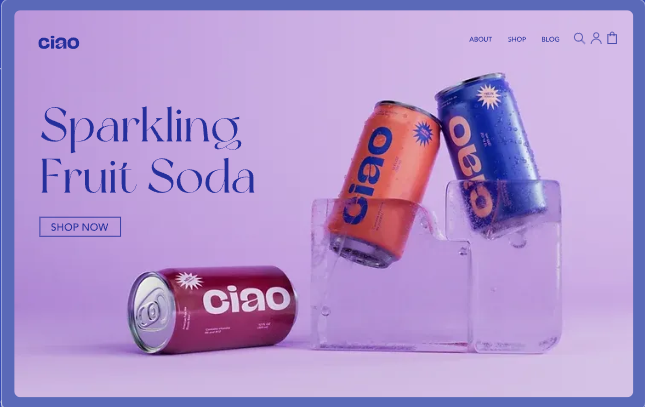 ciao
ABOUT SHOP BLOG
Sparkling
Fruit Soda
SHOP NOW
ciao
ciao
ciao